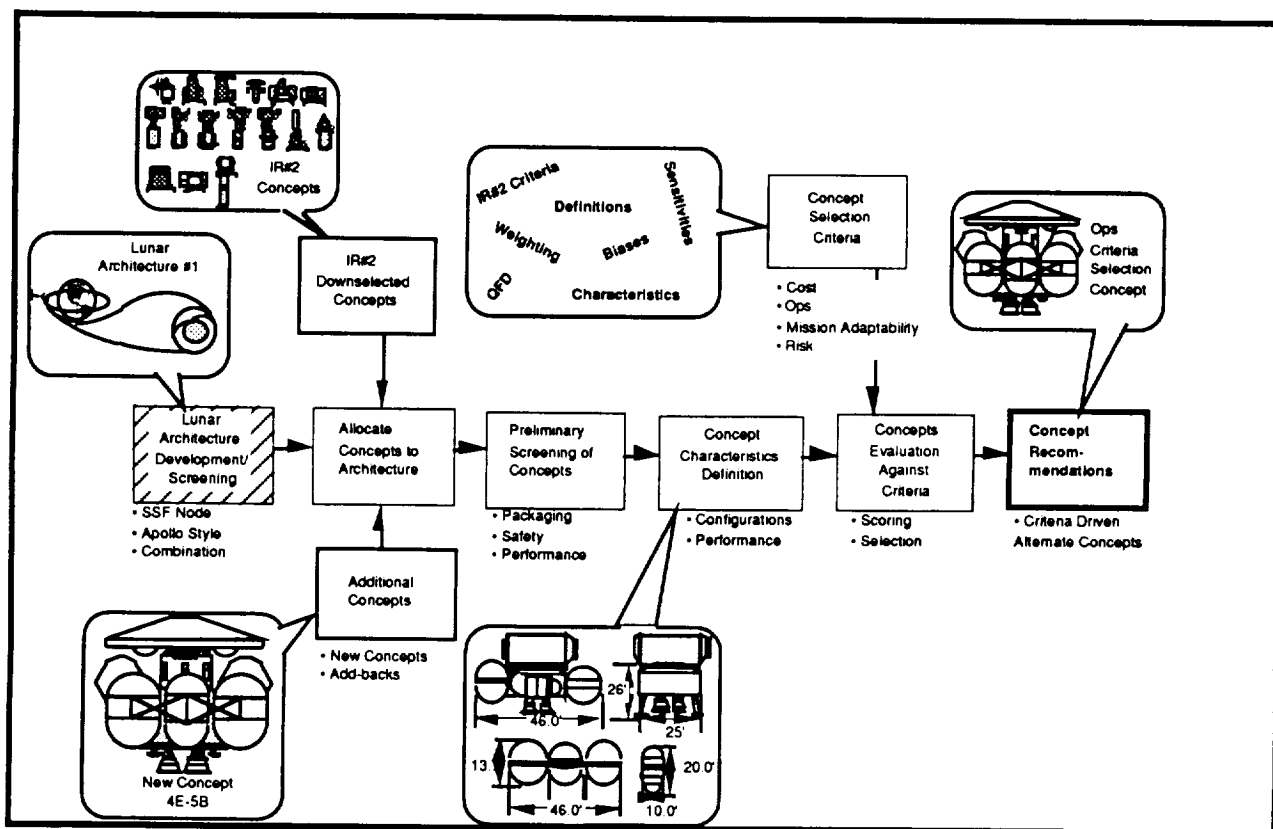 IR#2
Concepts
Lunar
Architecture #1
IR#2
Downselected
Concepts
IR#2 Criteria
Definitions
Sensitivities
Weighting
Biases
QFD
Characteristics
Concept
Selection
Criteria
• Cost
• Ops
• Mission Adaptability
• Risk
Ops
Criteria
Selection
Concept
Lunar
Architecture
Development/
Screening
• SSF Node
• Apollo Style
• Combination
Allocate
Concepts to
Architecture
Preliminary
Screening of
Concepts
• Packaging
• Safety
• Performance
Concept
Characteristics
Definition
• Configurations
• Performance
Concepts
Evaluation
Against
Criteria
• Scoring
• Selection
Concept
Recom-
mendations
• Criteria Driven
Alternate Concepts
Additional
Concepts
• New Concepts
• Add-backs
New Concept
4E-5B
26'
46.0'
25'
13.
20.0'
46.0'
10.0'